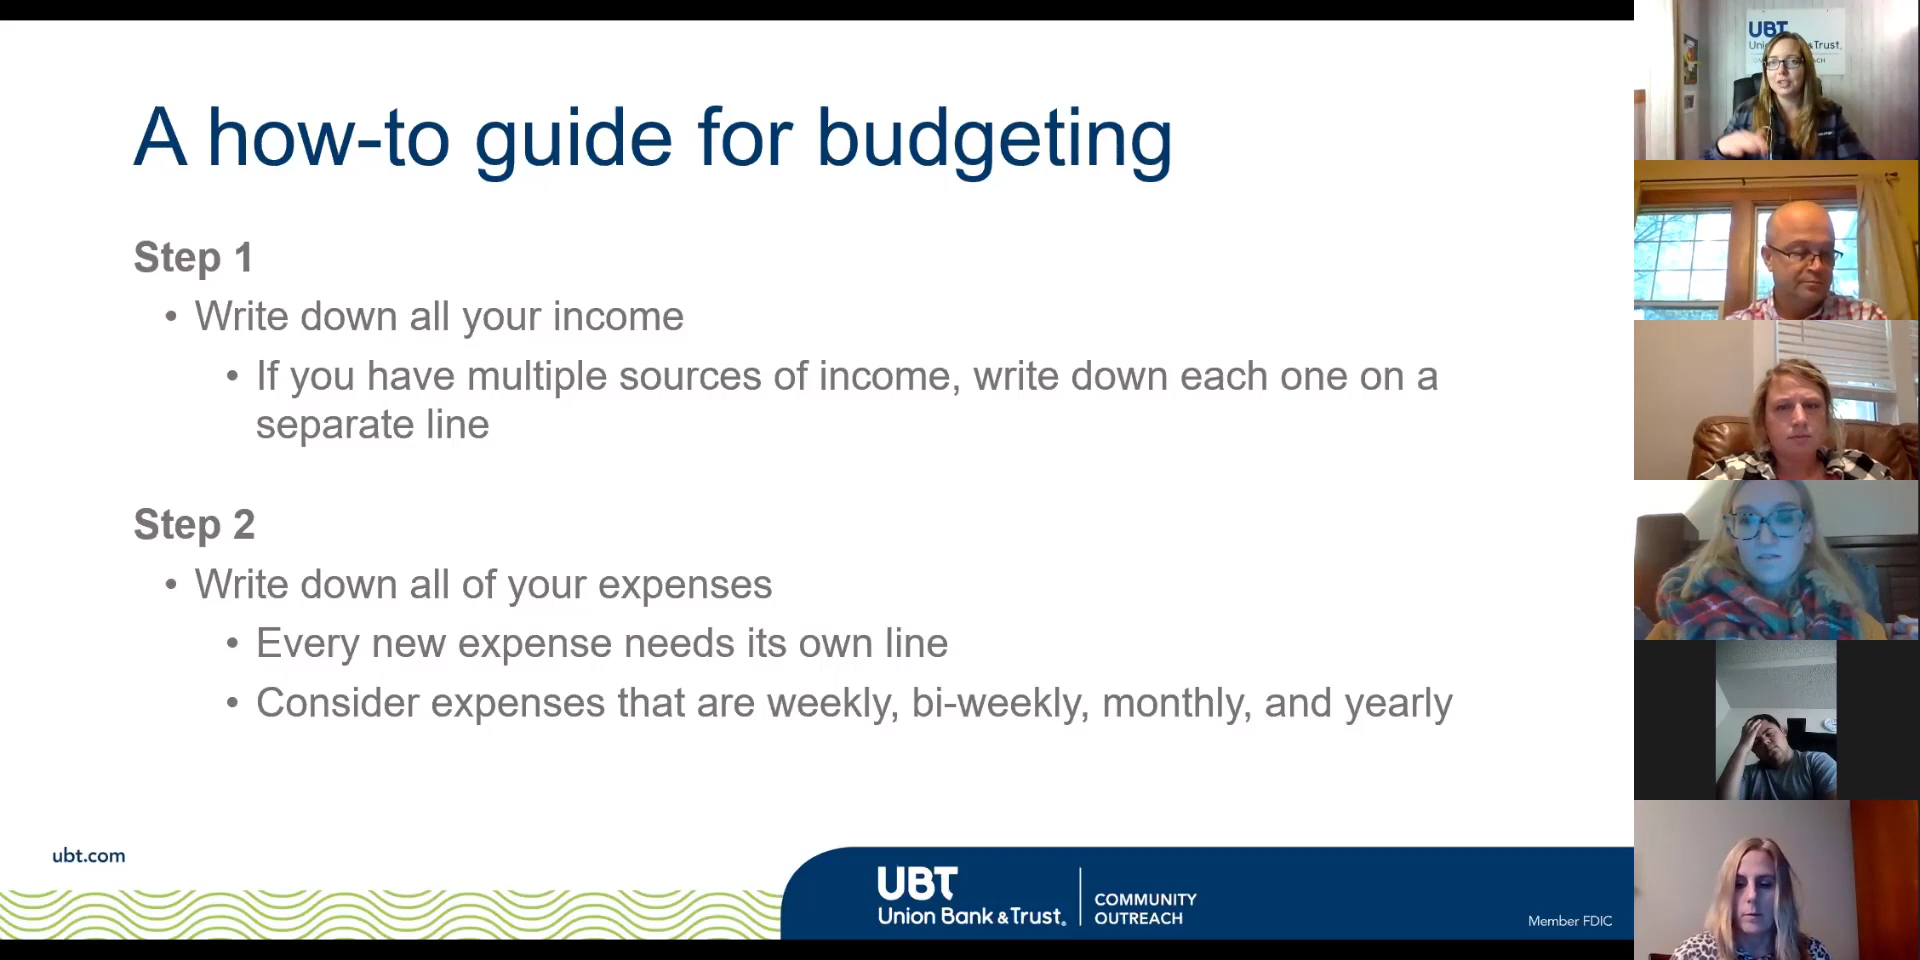 A how-to guide for budgeting
Step 1
• Write down all your income
• If you have multiple sources of income, write down each one on a
separate line
Step 2
• Write down all of your expenses
• Every new expense needs its own line
• Consider expenses that are weekly, bi-weekly, monthly, and yearly
ubt.com
UBT
Union Bank & Trust®
COMMUNITY
OUTREACH
Member FDIC
UBT
& Trust